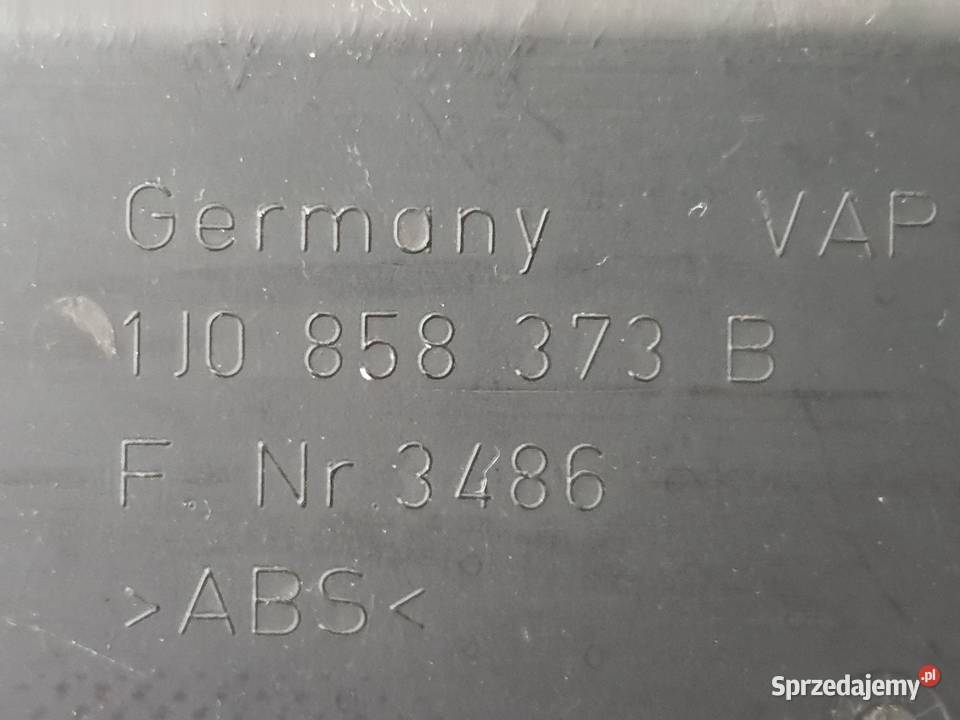 Germany VAP
1J0 858 373 B
F. Nr. 3486
>ABS<
Sprzedajemy.pl